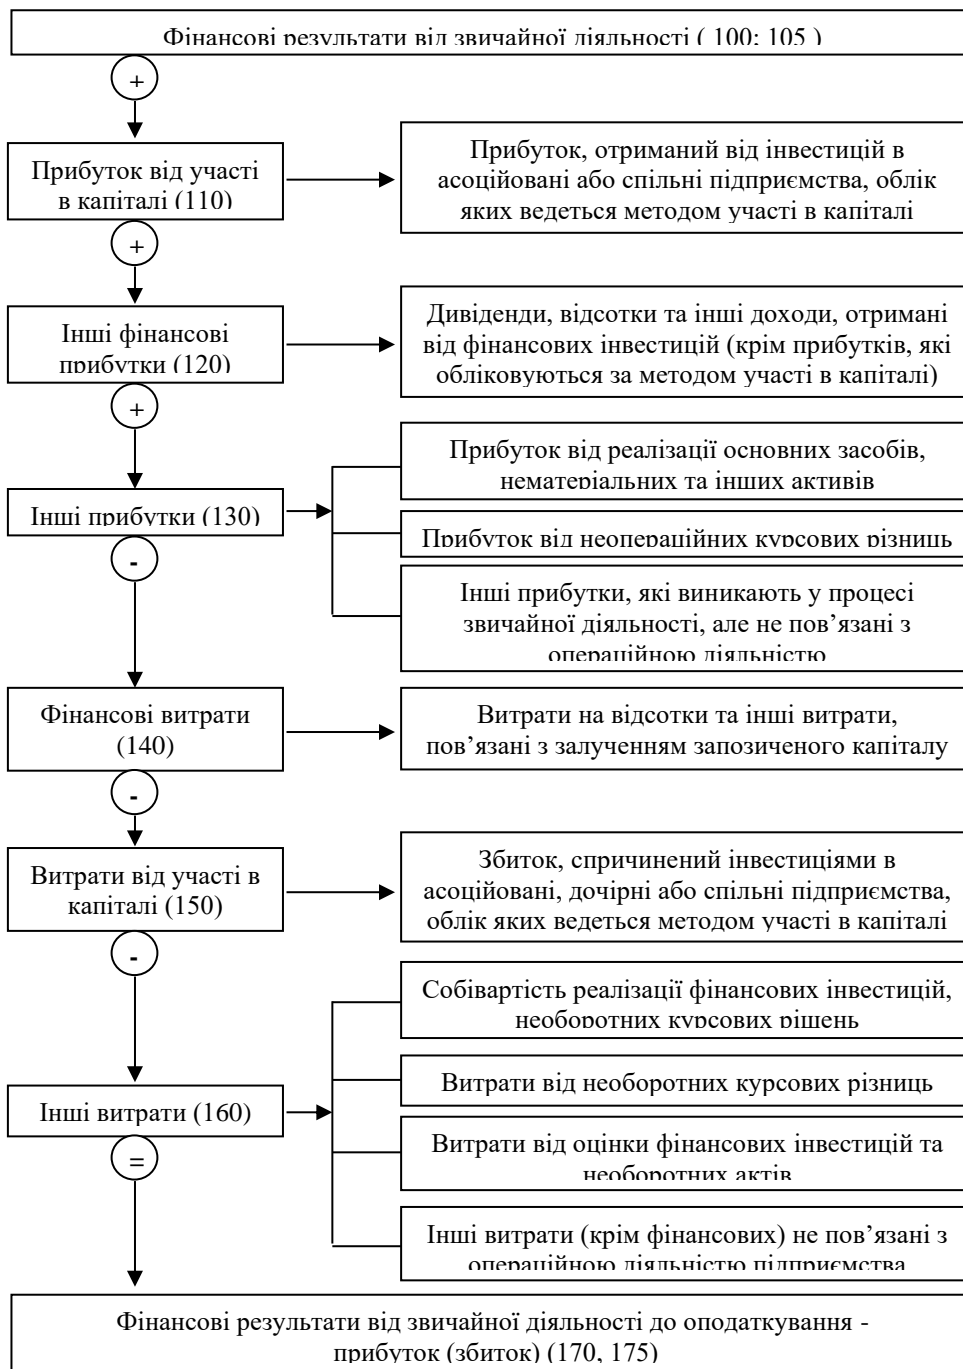 Фінансові результати від звичайної діяльності ( 100; 105 )
+
Прибуток від участі
в капіталі (110)
Прибуток, отриманий від інвестицій в
асоційовані або спільні підприємства, облік
яких ведеться методом участі в капіталі
+
Інші фінансові
прибутки (120)
Дивіденди, відсотки та інші доходи, отримані
від фінансових інвестицій (крім прибутків, які
обліковуються за методом участі в капіталі)
+
Інші прибутки (130)
Прибуток від реалізації основних засобів,
нематеріальних та інших активів
Прибуток від неопераційних курсових різниць
Інші прибутки, які виникають у процесі
звичайної діяльності, але не пов’язані з
операційною діяльністю
-
Фінансові витрати
(140)
Витрати на відсотки та інші витрати,
пов’язані з залученням запозиченого капіталу
-
Витрати від участі в
капіталі (150)
Збиток, спричинений інвестиціями в
асоційовані, дочірні або спільні підприємства,
облік яких ведеться методом участі в капіталі
-
Інші витрати (160)
Собівартість реалізації фінансових інвестицій,
необоротних курсових рішень
Витрати від необоротних курсових різниць
Витрати від оцінки фінансових інвестицій та
необоротних актів
Інші витрати (крім фінансових) не пов’язані з
операційною діяльністю підприємства
=
Фінансові результати від звичайної діяльності до оподаткування -
прибуток (збиток) (170, 175)